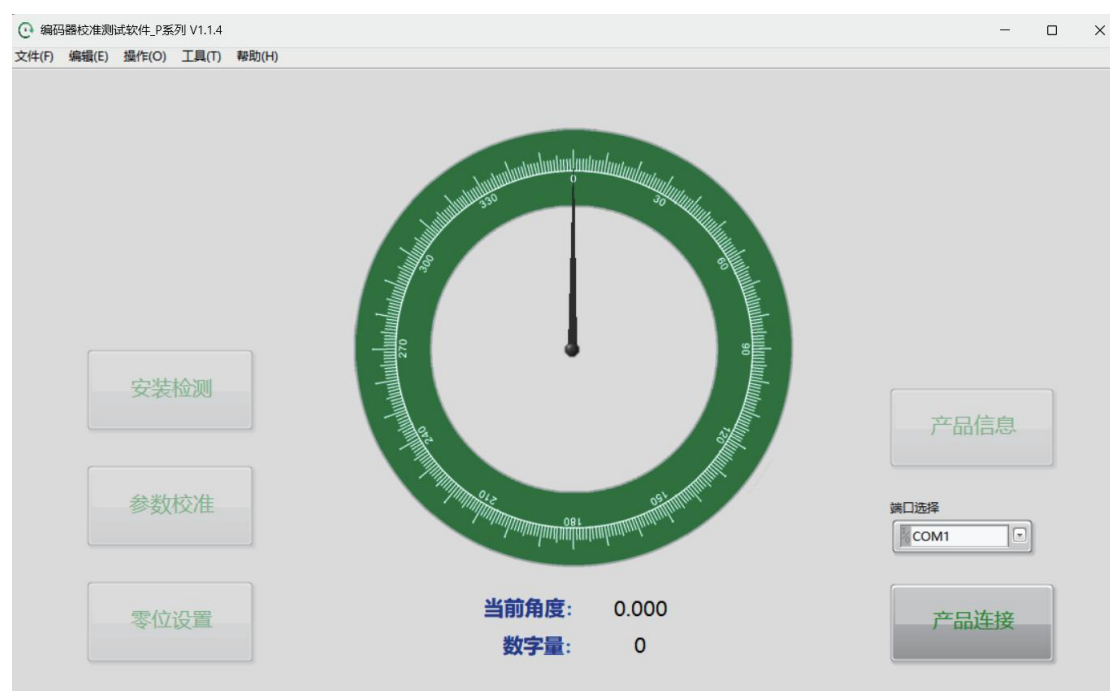 编码器校准测试软件_P系列 V1.1.4
文件(F) 编辑(E) 操作(O) 工具(T) 帮助(H)
0
30
60
90
120
150
180
210
240
270
300
330
安装检测
参数校准
零位设置
当前角度: 0.000
数字量: 0
产品信息
端口选择
COM1
产品连接